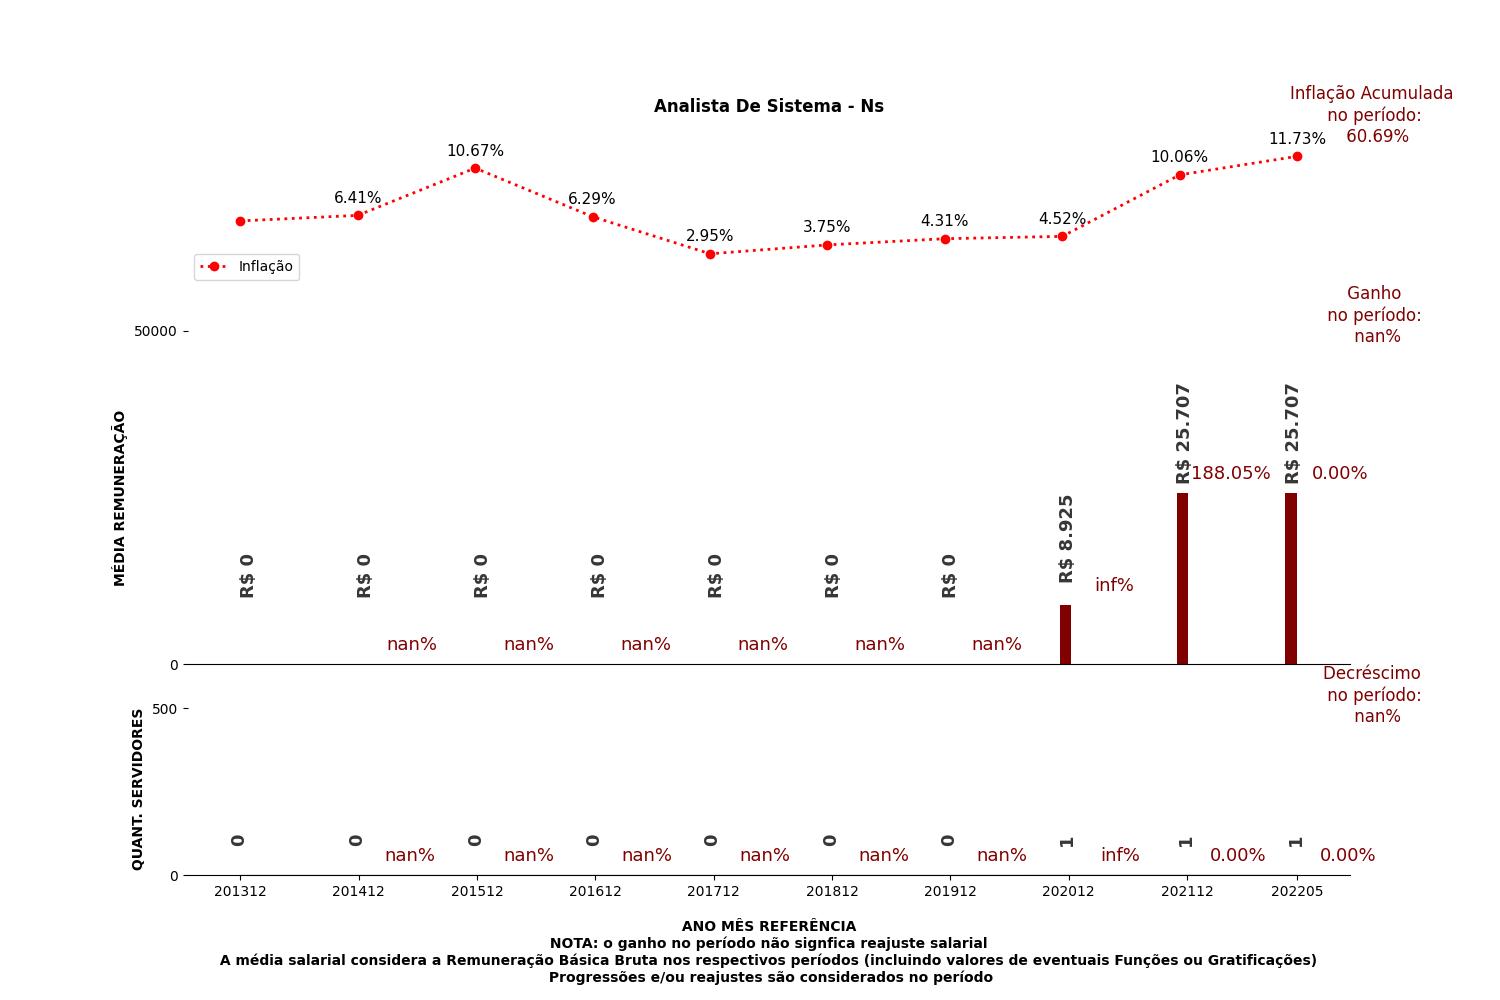 Analista De Sistema - Ns
Inflação Acumulada
no período:
60.69%
6.41%
10.67%
6.29%
2.95%
3.75%
4.31%
4.52%
10.06%
11.73%
Inflação
Ganho
no período:
nan%
50000
0
MÉDIA REMUNERAÇÃO
R$ 0
R$ 0
R$ 0
R$ 0
R$ 0
R$ 0
R$ 0
R$ 8.925
R$ 25.707
R$ 25.707
nan%
nan%
nan%
nan%
nan%
nan%
inf%
188.05%
0.00%
Decréscimo
no período:
nan%
500
0
QUANT. SERVIDORES
0
0
0
0
0
0
0
1
1
1
nan%
nan%
nan%
nan%
nan%
nan%
inf%
0.00%
0.00%
201312
201412
201512
201612
201712
201812
201912
202012
202112
202205
ANO MÊS REFERÊNCIA
NOTA: o ganho no período não signfica reajuste salarial
A média salarial considera a Remuneração Básica Bruta nos respectivos períodos (incluindo valores de eventuais Funções ou Gratificações)
Progressões e/ou reajustes são considerados no período